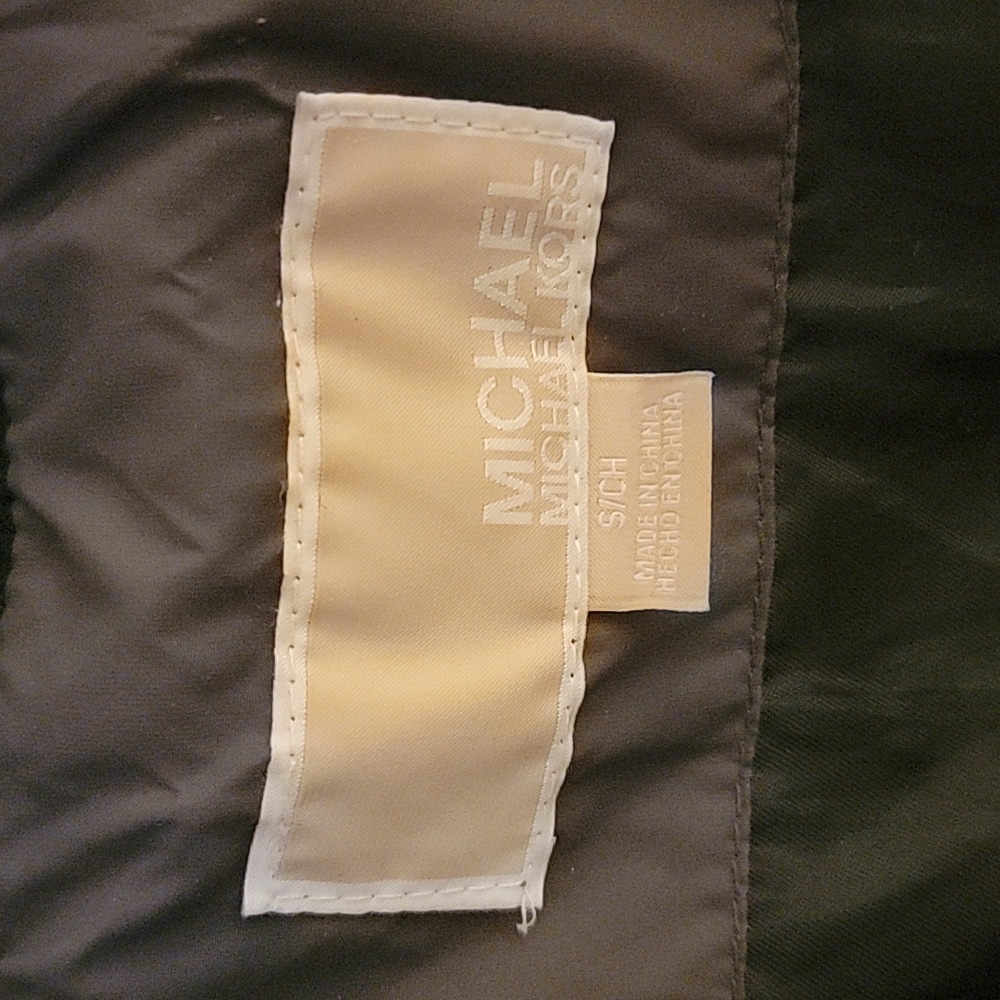 MICHAEL
MICHAEL KORS
S/CH
MADE IN CHINA
HECHO EN CHINA